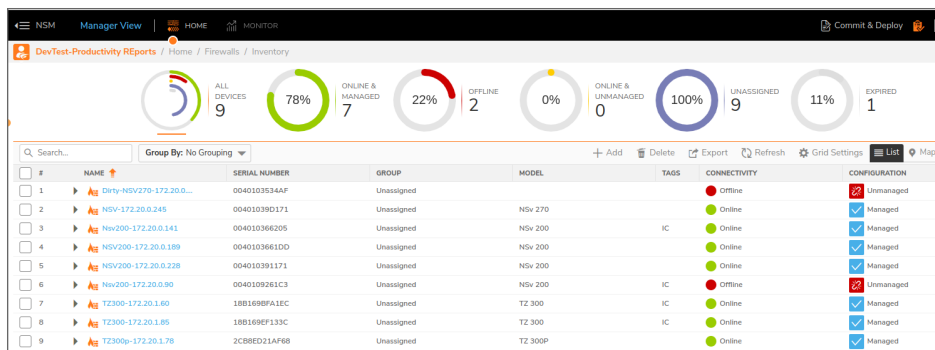 NSM Manager View HOME MONITOR Commit & Deploy
DevTest-Productivity REports / Home / Firewalls / Inventory
ALL DEVICES 9
78% ONLINE & MANAGED 7
22% OFFLINE 2
0% ONLINE & UNMANAGED 0
100% UNASSIGNED 9
11% EXPIRED 1
Search... Group By: No Grouping Add Delete Export Refresh Grid Settings List Map
# NAME SERIAL NUMBER GROUP MODEL TAGS CONNECTIVITY CONFIGURATION
1 Dirty-NSV270-172.20.0... 0040103534AF Unassigned Offline Unmanaged
2 NSV-172.20.0.245 00401039D171 Unassigned NSv 270 Online Managed
3 Nsv200-172.20.0.141 004010366205 Unassigned NSv 200 IC Online Managed
4 NSV200-172.20.0.189 0040103661DD Unassigned NSv 200 Online Managed
5 NSV200-172.20.0.228 004010391171 Unassigned NSv 200 Online Managed
6 Nsv200-172.20.0.90 0040109261C3 Unassigned NSv 200 IC Offline Unmanaged
7 TZ300-172.20.1.60 18B169BFA1EC Unassigned TZ 300 IC Online Managed
8 TZ300-172.20.1.85 18B169EF133C Unassigned TZ 300 IC Online Managed
9 TZ300p-172.20.1.78 2CB8ED21AF68 Unassigned TZ 300P Online Managed